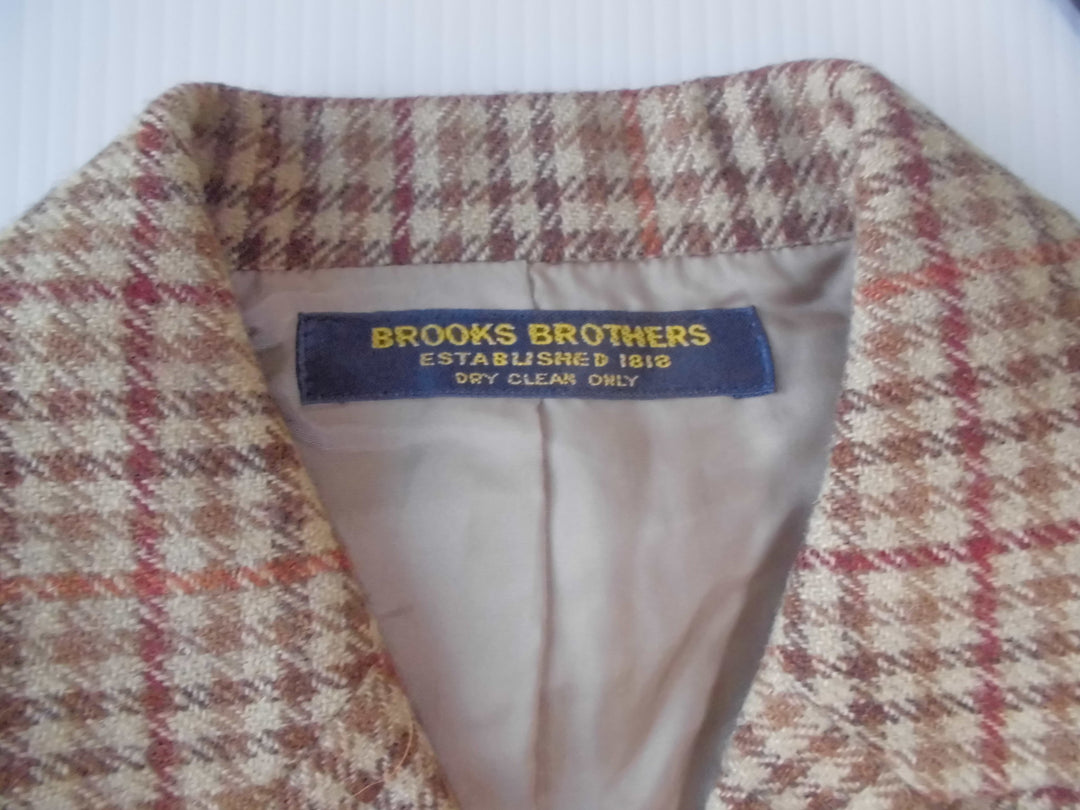 BROOKS BROTHERS
ESTABLISHED 1818
DRY CLEAN ONLY